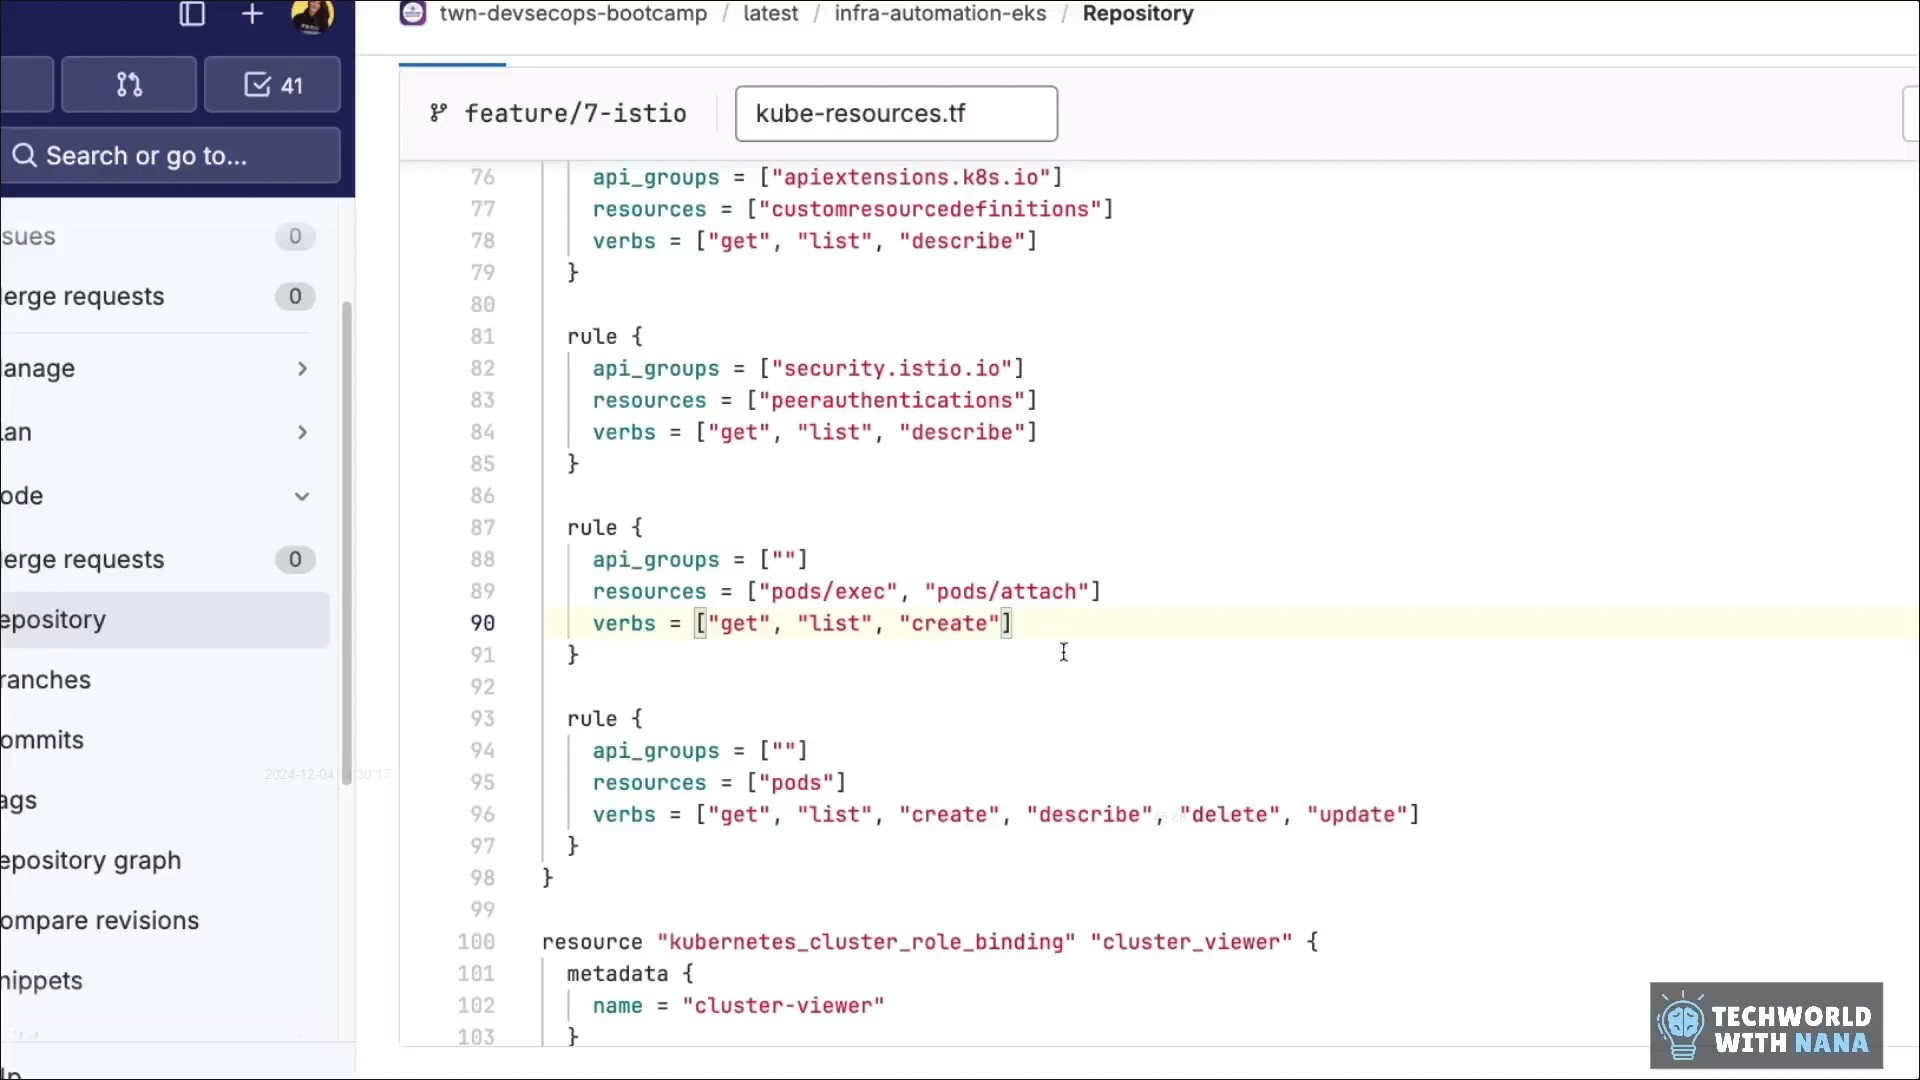 twn-devsecops-bootcamp / latest / infra-automation-eks / Repository
41
Search or go to...
feature/7-istio
kube-resources.tf
ssues 0
lerge requests 0
lanage
.an
ode
lerge requests 0
epository
ranches
ommits
ags
epository graph
ompare revisions
nippets
76 api_groups = ["apiextensions.k8s.io"]
77 resources = ["customresourcedefinitions"]
78 verbs = ["get", "list", "describe"]
79 }
80
81 rule {
82 api_groups = ["security.istio.io"]
83 resources = ["peerauthentications"]
84 verbs = ["get", "list", "describe"]
85 }
86
87 rule {
88 api_groups = [""]
89 resources = ["pods/exec", "pods/attach"]
90 verbs = ["get", "list", "create"]
91 }
92
93 rule {
94 api_groups = [""]
95 resources = ["pods"]
96 verbs = ["get", "list", "create", "describe", "delete", "update"]
97 }
98 }
99
100 resource "kubernetes_cluster_role_binding" "cluster_viewer" {
101 metadata {
102 name = "cluster-viewer"
103 }
TECHWORLD
WITH NANA